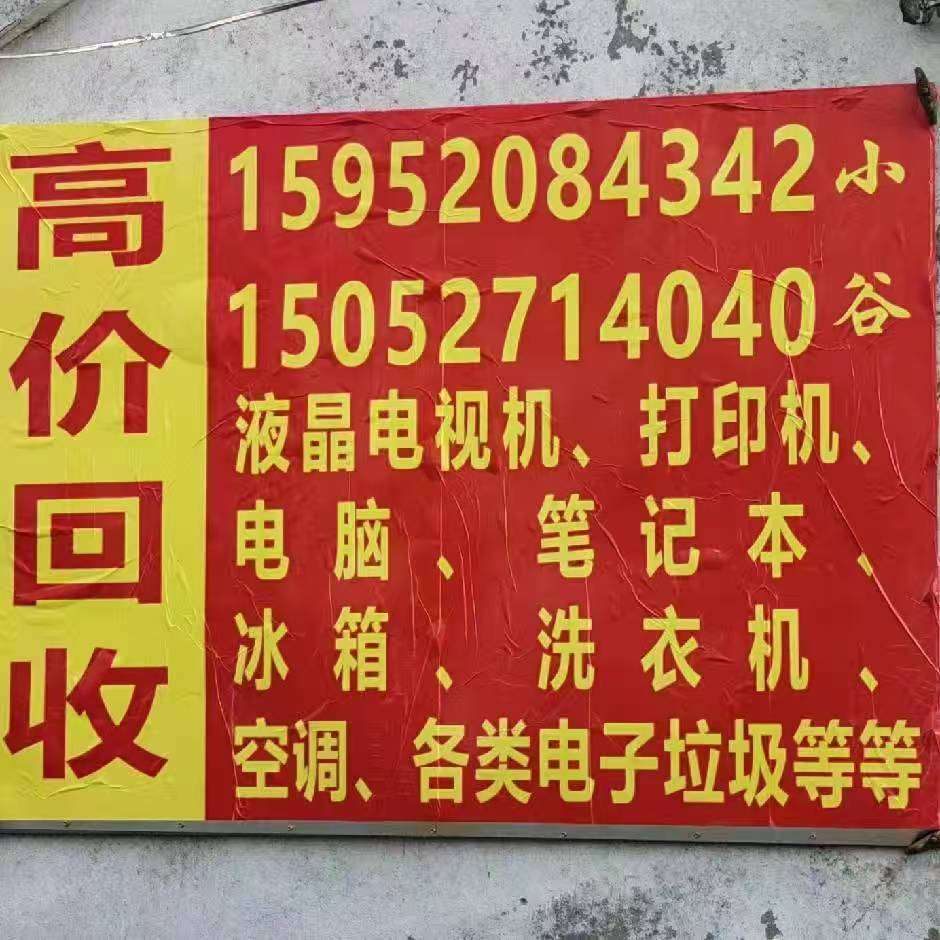 高价回收
15952084342 小
15052714040 谷
液晶电视机、打印机、
电脑、笔记本、
冰箱、洗衣机、
空调、各类电子垃圾等等